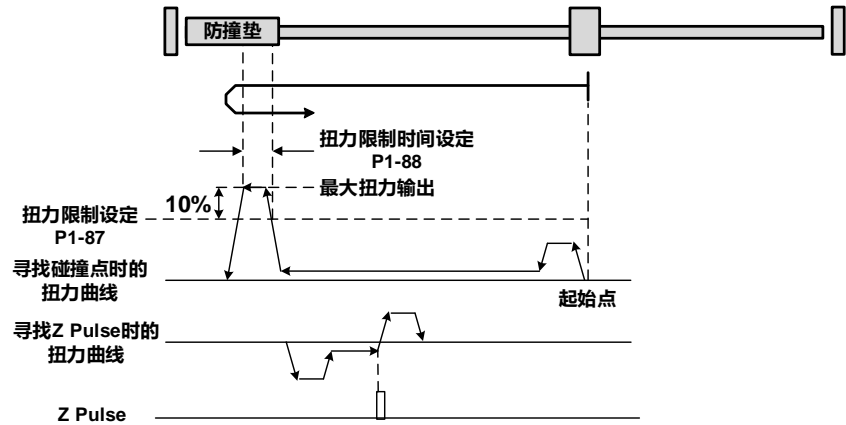 防撞垫
扭力限制时间设定
P1-88
最大扭力输出
10%
扭力限制设定
P1-87
寻找碰撞点时的
扭力曲线
起始点
寻找Z Pulse时的
扭力曲线
Z Pulse